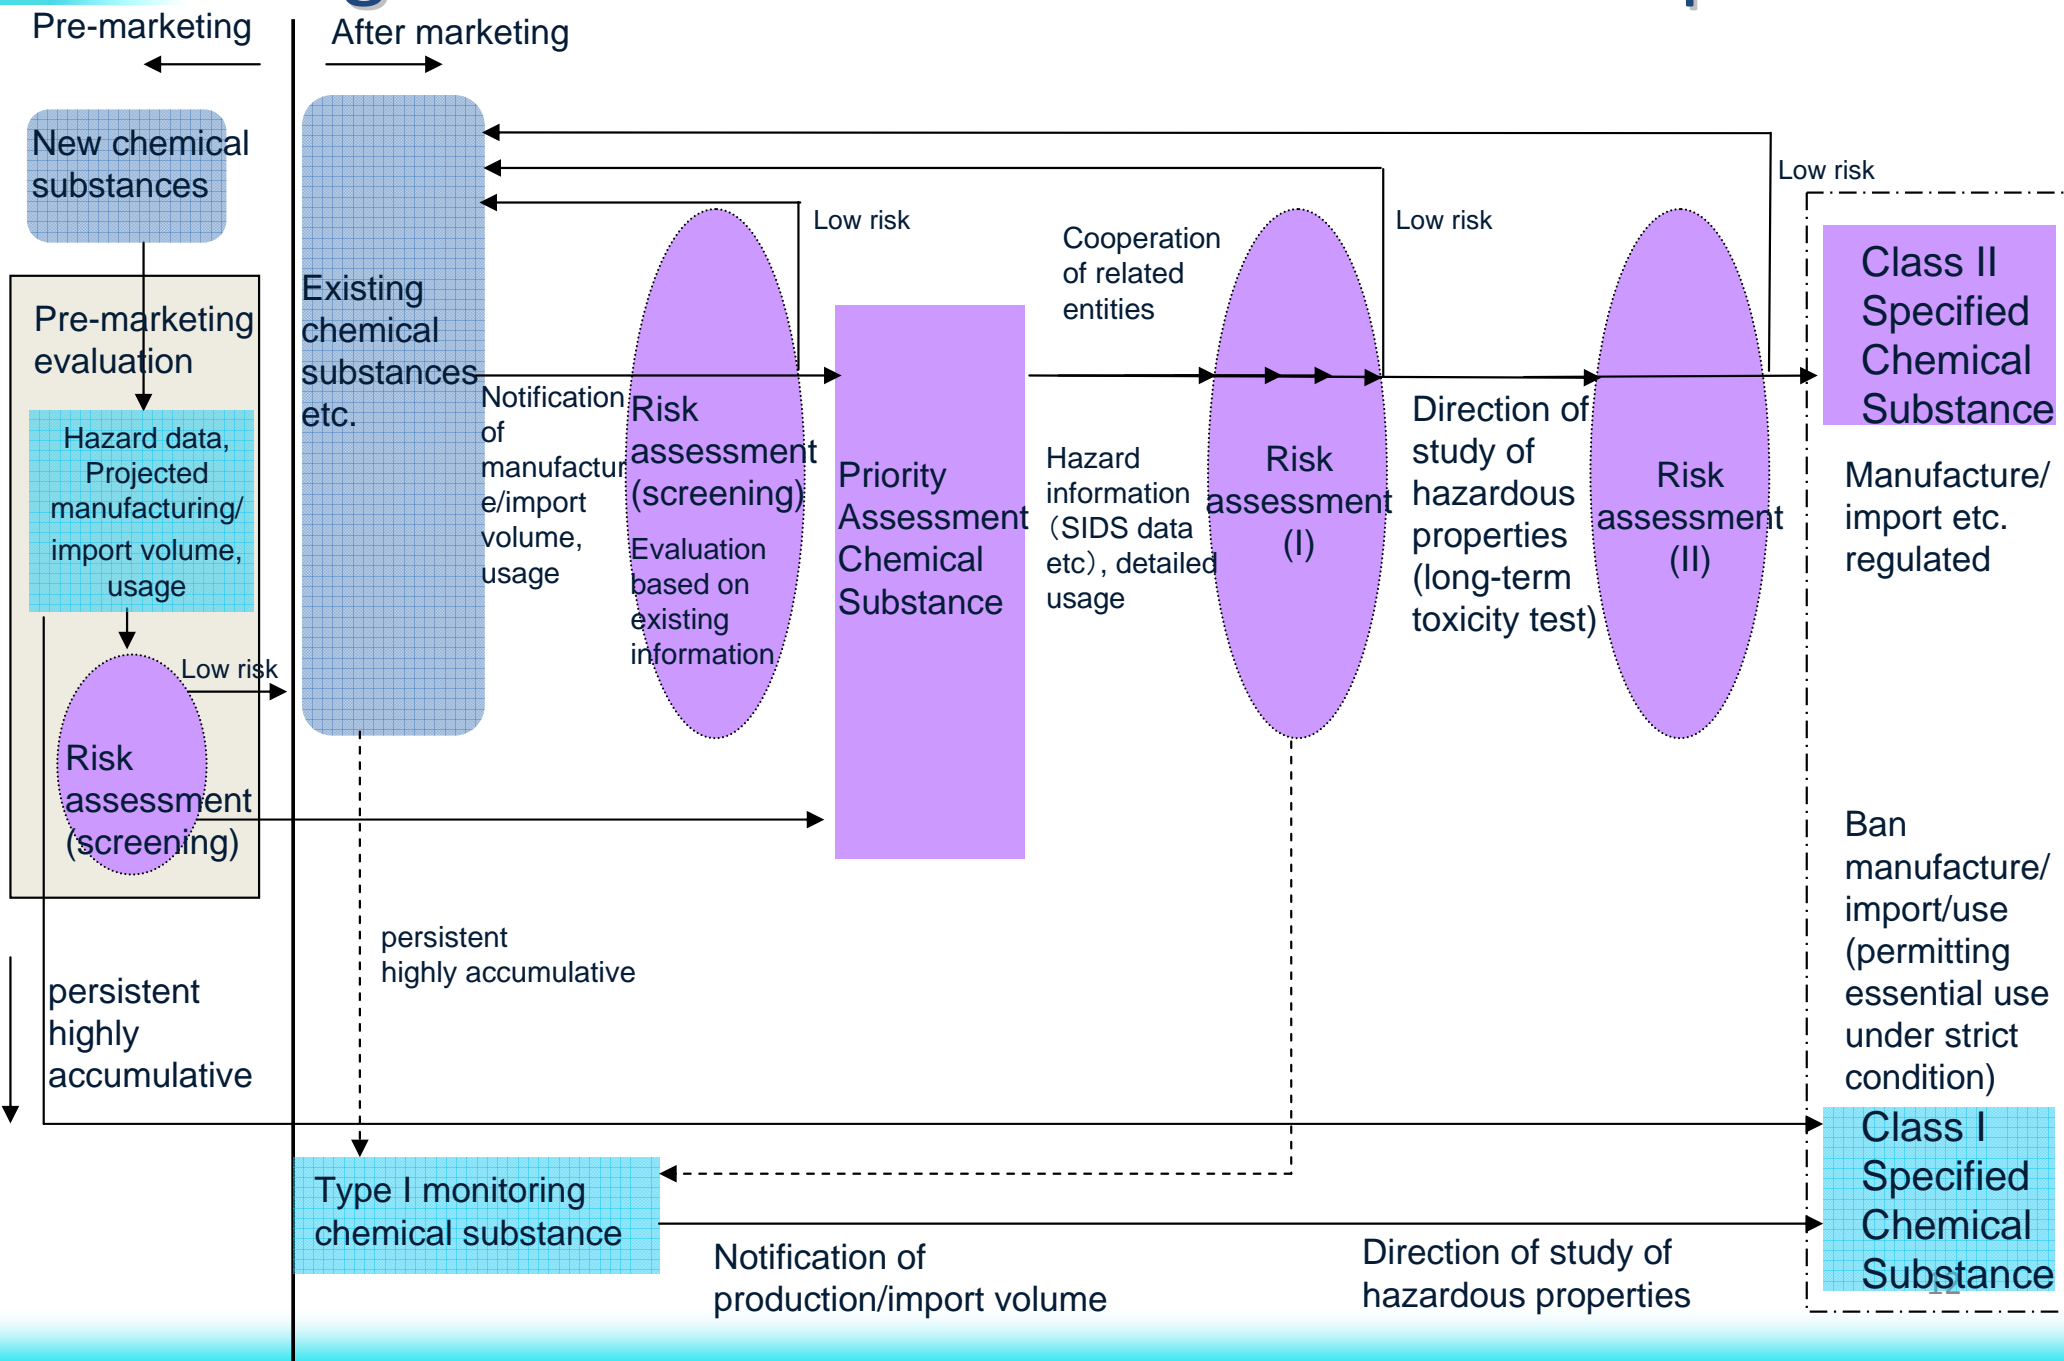 Pre-marketing
After marketing
New chemical
substances
Pre-marketing
evaluation
Hazard data,
Projected
manufacturing/
import volume,
usage
Low risk
Risk
assessment
(screening)
persistent
highly
accumulative
Existing
chemical
substances
etc.
Notification
of
manufactur
e/import
volume,
usage
Low risk
Risk
assessment
(screening)
Evaluation
based on
existing
information
Priority
Assessment
Chemical
Substance
Cooperation
of related
entities
Hazard
information
（SIDS data
etc）, detailed
usage
Low risk
Risk
assessment
(I)
Direction of
study of
hazardous
properties
(long-term
toxicity test)
Low risk
Risk
assessment
(II)
Class II
Specified
Chemical
Substance
Manufacture/
import etc.
regulated
Ban
manufacture/
import/use
(permitting
essential use
under strict
condition)
Class I
Specified
Chemical
Substance
12
persistent
highly accumulative
Type I monitoring
chemical substance
Notification of
production/import volume
Direction of study of
hazardous properties